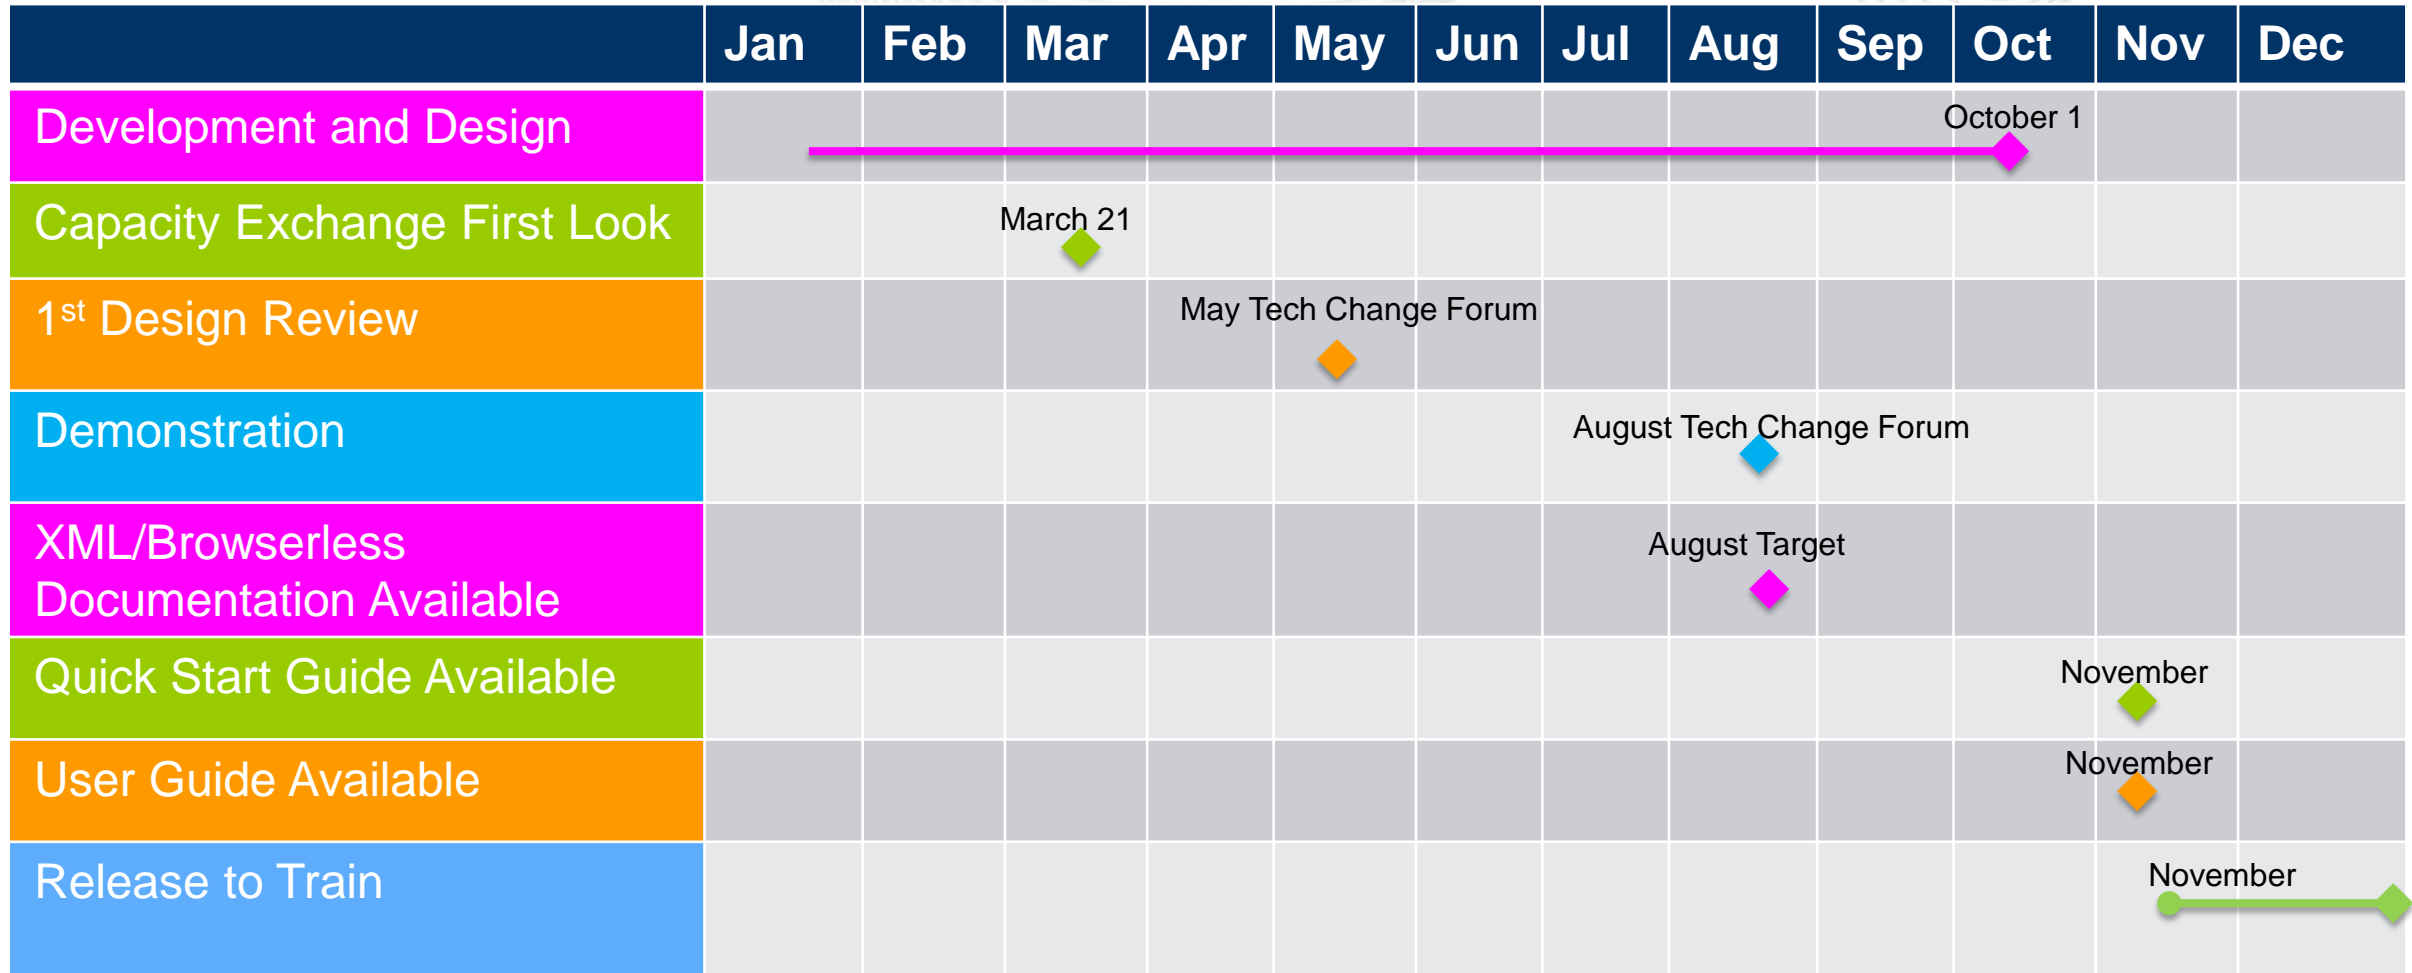 Jan Feb Mar Apr May Jun Jul Aug Sep Oct Nov Dec
Development and Design
October 1
Capacity Exchange First Look
March 21
1st Design Review
May Tech Change Forum
Demonstration
August Tech Change Forum
XML/Browserless
Documentation Available
August Target
Quick Start Guide Available
November
User Guide Available
November
Release to Train
November